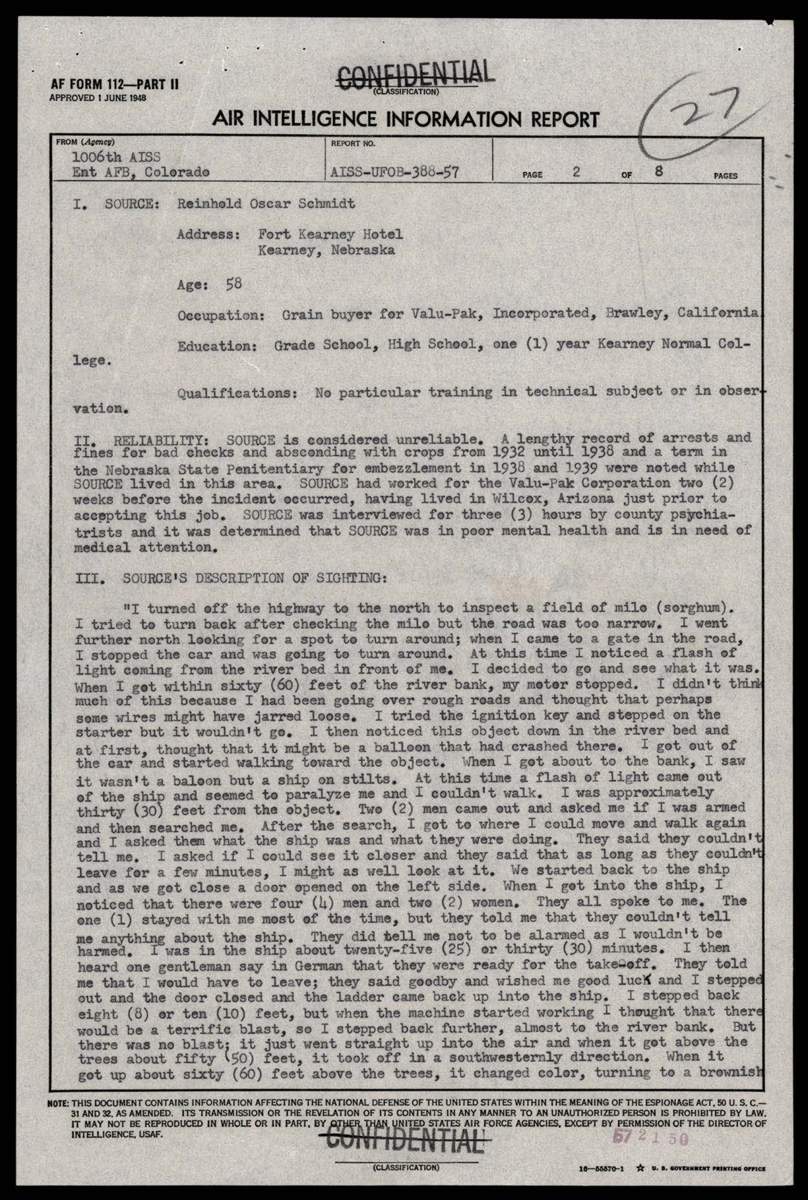 AF FORM 112—PART II
APPROVED 1 JUNE 1948
CONFIDENTIAL
(CLASSIFICATION)
27
AIR INTELLIGENCE INFORMATION REPORT
FROM (Agency)
1006th AISS
Ent AFB, Colorado
REPORT NO.
AISS-UFOB-388-57
PAGE 2 OF 8 PAGES
I. SOURCE: Reinhold Oscar Schmidt
Address: Fort Kearney Hotel
Kearney, Nebraska
Age: 58
Occupation: Grain buyer for Valu-Pak, Incorporated, Brawley, California
Education: Grade School, High School, one (1) year Kearney Normal Col-
lege.
Qualifications: No particular training in technical subject or in obser-
vation.
II. RELIABILITY: SOURCE is considered unreliable. A lengthy record of arrests and
fines for bad checks and absconding with crops from 1932 until 1938 and a term in
the Nebraska State Penitentiary for embezzlement in 1938 and 1939 were noted while
SOURCE lived in this area. SOURCE had worked for the Valu-Pak Corporation two (2)
weeks before the incident occurred, having lived in Wilcox, Arizona just prior to
accepting this job. SOURCE was interviewed for three (3) hours by county psychia-
trists and it was determined that SOURCE was in poor mental health and is in need of
medical attention.
III. SOURCE'S DESCRIPTION OF SIGHTING:
"I turned off the highway to the north to inspect a field of milo (sorghum).
I tried to turn back after checking the milo but the road was too narrow. I went
further north looking for a spot to turn around; when I came to a gate in the road,
I stopped the car and was going to turn around. At this time I noticed a flash of
light coming from the river bed in front of me. I decided to go and see what it was.
When I got within sixty (60) feet of the river bank, my motor stopped. I didn't think
much of this because I had been going over rough roads and thought that perhaps
some wires might have jarred loose. I tried the ignition key and stepped on the
starter but it wouldn't go. I then noticed this object down in the river bed and
at first, thought that it might be a balloon that had crashed there. I got out of
the car and started walking toward the object. When I got about to the bank, I saw
it wasn't a baloon but a ship on stilts. At this time a flash of light came out
of the ship and seemed to paralyze me and I couldn't walk. I was approximately
thirty (30) feet from the object. Two (2) men came out and asked me if I was armed
and then searched me. After the search, I got to where I could move and walk again
and I asked them what the ship was and what they were doing. They said they couldn't
tell me. I asked if I could see it closer and they said that as long as they couldn't
leave for a few minutes, I might as well look at it. We started back to the ship
and as we got close a door opened on the left side. When I got into the ship, I
noticed that there were four (4) men and two (2) women. They all spoke to me. The
one (1) stayed with me most of the time, but they told me that they couldn't tell
me anything about the ship. They did tell me not to be alarmed as I wouldn't be
harmed. I was in the ship about twenty-five (25) or thirty (30) minutes. I then
heard one gentleman say in German that they were ready for the take-off. They told
me that I would have to leave; they said goodby and wished me good luck and I stepped
out and the door closed and the ladder came back up into the ship. I stepped back
eight (8) or ten (10) feet, but when the machine started working I thought that there
would be a terrific blast, so I stepped back further, almost to the river bank. But
there was no blast; it just went straight up into the air and when it got above the
trees about fifty (50) feet, it took off in a southwesternly direction. When it
got up about sixty (60) feet above the trees, it changed color, turning to a brownish
NOTE: THIS DOCUMENT CONTAINS INFORMATION AFFECTING THE NATIONAL DEFENSE OF THE UNITED STATES WITHIN THE MEANING OF THE ESPIONAGE ACT, 50 U. S. C.—
31 AND 32, AS AMENDED. ITS TRANSMISSION OR THE REVELATION OF ITS CONTENTS IN ANY MANNER TO AN UNAUTHORIZED PERSON IS PROHIBITED BY LAW.
IT MAY NOT BE REPRODUCED IN WHOLE OR IN PART, BY OTHER THAN UNITED STATES AIR FORCE AGENCIES, EXCEPT BY PERMISSION OF THE DIRECTOR OF
INTELLIGENCE, USAF.
CONFIDENTIAL
(CLASSIFICATION)
572150
16—55570-1 ☆ U. S. GOVERNMENT PRINTING OFFICE